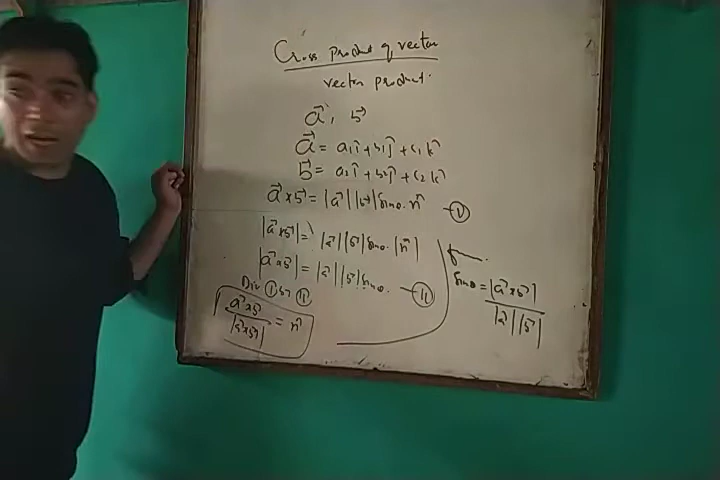 Cross product of vector
vector product.
a⃗, b⃗
a⃗ = a₁î + b₁ĵ + c₁k̂
b⃗ = a₂î + b₂ĵ + c₂k̂
a⃗ × b⃗ = |a⃗| |b⃗| sinθ. n̂ — (I)
|a⃗ × b⃗| = |a⃗| |b⃗| sinθ. |n̂|
|a⃗ × b⃗| = |a⃗| |b⃗| sinθ. — (II)
Div (I) by (II)
a⃗ × b⃗ / |a⃗ × b⃗| = n̂
from
sinθ = |a⃗ × b⃗| / |a⃗| |b⃗|